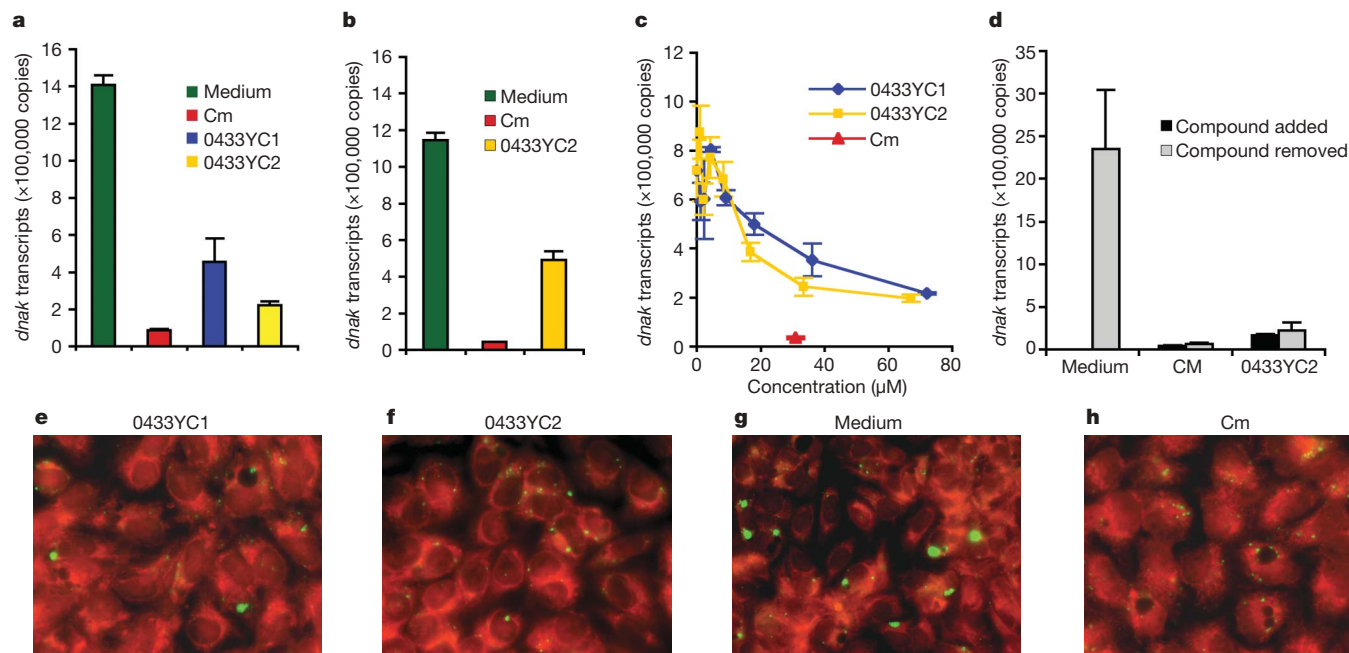 a
dnak transcripts (×100,000 copies)
16
14
12
10
8
6
4
2
0
Medium
Cm
0433YC1
0433YC2
b
dnak transcripts (×100,000 copies)
16
14
12
10
8
6
4
2
0
Medium
Cm
0433YC2
c
dnak transcripts (×100,000 copies)
12
10
8
6
4
2
0
0 20 40 60 80
Concentration (µM)
0433YC1
0433YC2
Cm
d
dnak transcripts (×100,000 copies)
35
30
25
20
15
10
5
0
Compound added
Compound removed
Medium CM 0433YC2
e 0433YC1
f 0433YC2
g Medium
h Cm